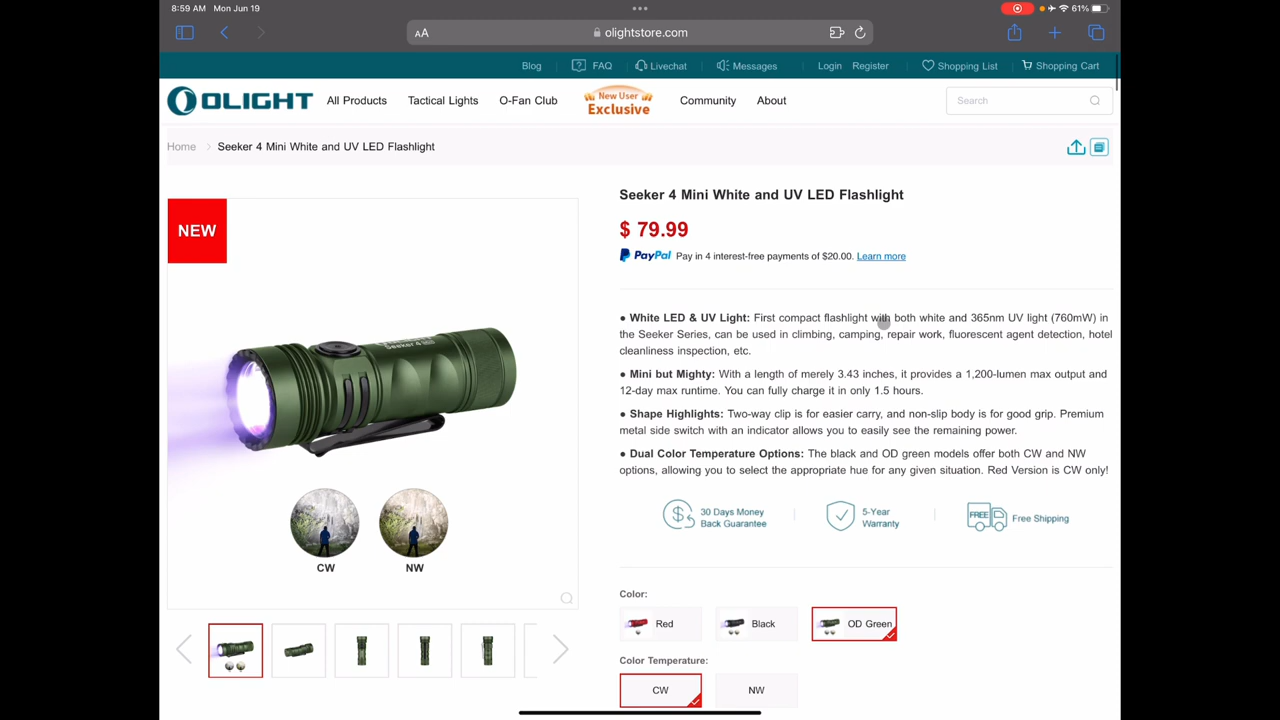 8:59 AM Mon Jun 19
61%
AA
olightstore.com
Blog FAQ Livechat Messages Login Register Shopping List Shopping Cart
OLIGHT
All Products Tactical Lights O-Fan Club New User Exclusive Community About
Search
Home Seeker 4 Mini White and UV LED Flashlight
NEW
Seeker 4
CW NW
Seeker 4 Mini White and UV LED Flashlight
$ 79.99
PayPal Pay in 4 interest-free payments of $20.00. Learn more
● White LED & UV Light: First compact flashlight with both white and 365nm UV light (760mW) in
the Seeker Series, can be used in climbing, camping, repair work, fluorescent agent detection, hotel
cleanliness inspection, etc.
● Mini but Mighty: With a length of merely 3.43 inches, it provides a 1,200-lumen max output and
12-day max runtime. You can fully charge it in only 1.5 hours.
● Shape Highlights: Two-way clip is for easier carry, and non-slip body is for good grip. Premium
metal side switch with an indicator allows you to easily see the remaining power.
● Dual Color Temperature Options: The black and OD green models offer both CW and NW
options, allowing you to select the appropriate hue for any given situation. Red Version is CW only!
30 Days Money
Back Guarantee
5-Year
Warranty
FREE
Free Shipping
Color:
Red Black OD Green
Color Temperature:
CW NW